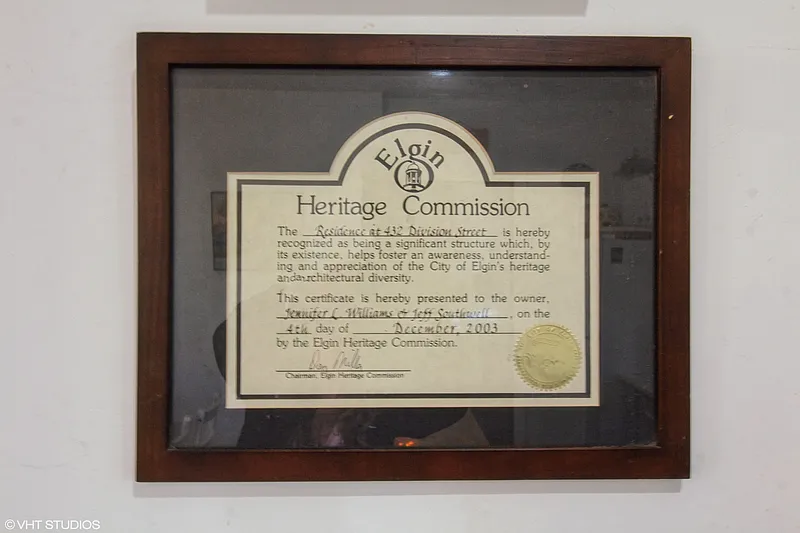 Elgin
Heritage Commission
The Residence at 432 Division Street is hereby
recognized as being a significant structure which, by
its existence, helps foster an awareness, understand-
ing and appreciation of the City of Elgin's heritage
and architectural diversity.
This certificate is hereby presented to the owner,
Jennifer L. Williams & Jeff Southwell, on the
4th day of December, 2003
by the Elgin Heritage Commission.
Chairman, Elgin Heritage Commission
©VHT STUDIOS